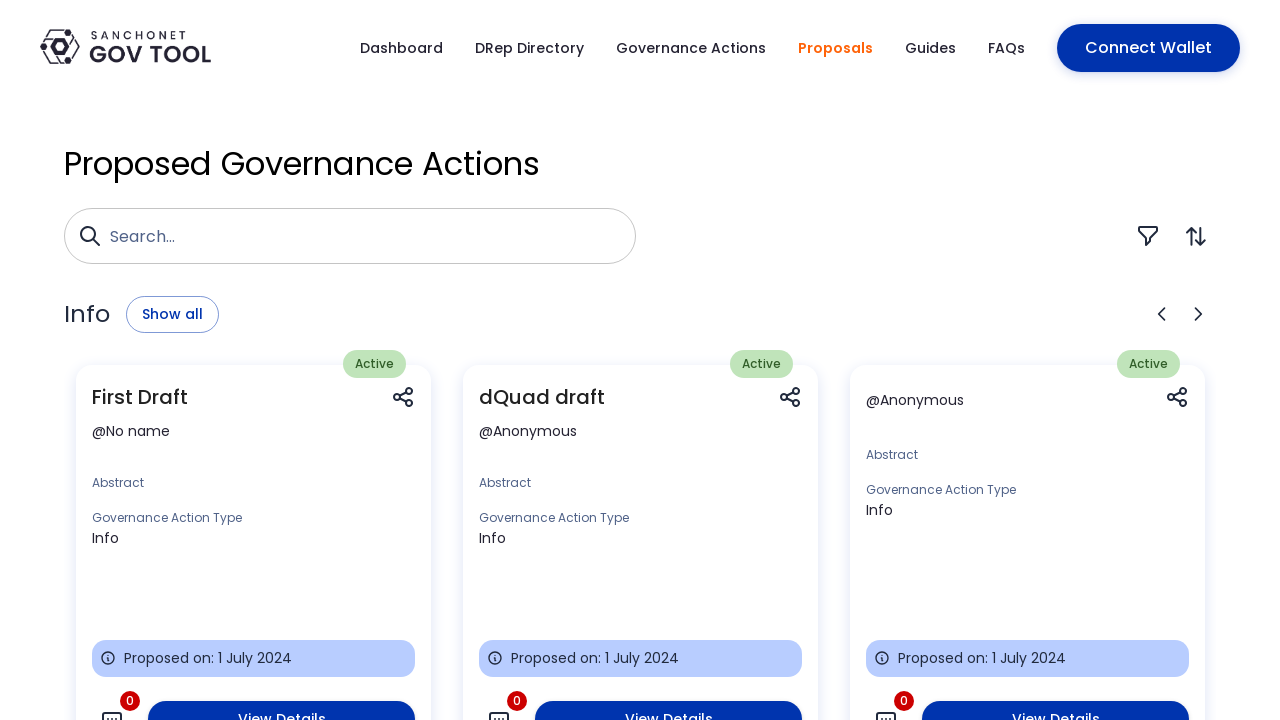 SANCHONET
GOV TOOL
Dashboard
DRep Directory
Governance Actions
Proposals
Guides
FAQs
Connect Wallet
Proposed Governance Actions
Search...
Info
Show all
Active
First Draft
@No name
Abstract
Governance Action Type
Info
Proposed on: 1 July 2024
0
View Details
Active
dQuad draft
@Anonymous
Abstract
Governance Action Type
Info
Proposed on: 1 July 2024
0
View Details
Active
@Anonymous
Abstract
Governance Action Type
Info
Proposed on: 1 July 2024
0
View Details